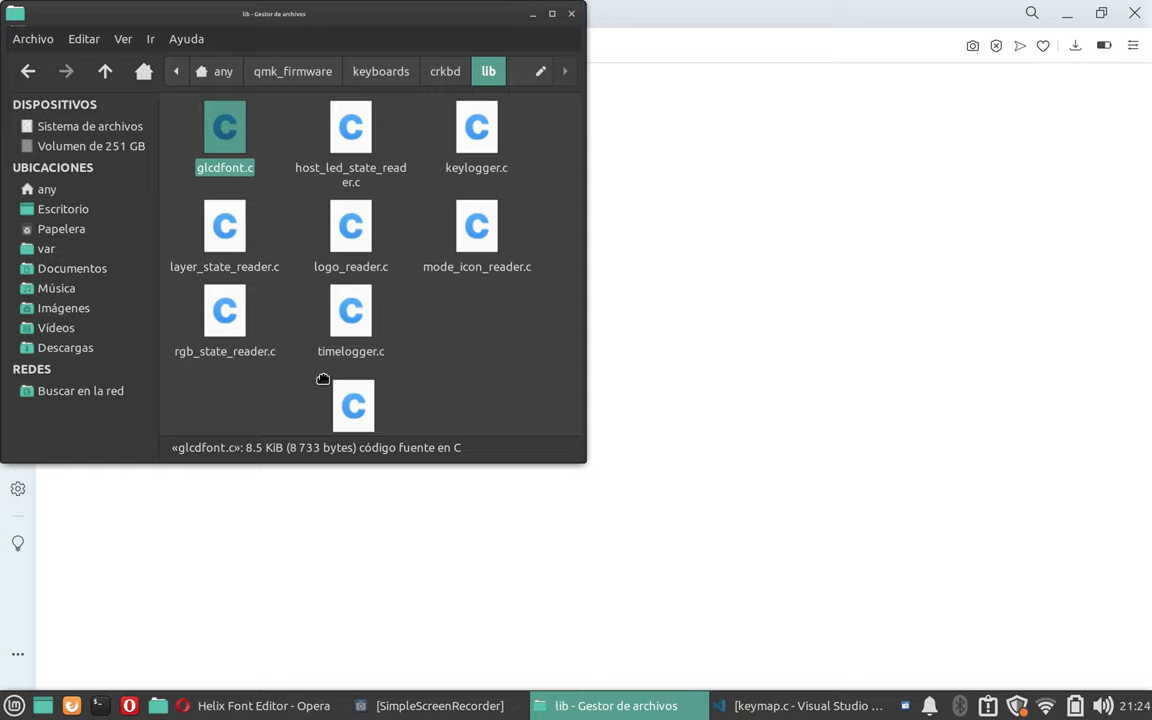 lib - Gestor de archivos
Archivo Editar Ver Ir Ayuda
any qmk_firmware keyboards crkbd lib
DISPOSITIVOS
Sistema de archivos
Volumen de 251 GB
UBICACIONES
any
Escritorio
Papelera
var
Documentos
Música
Imágenes
Vídeos
Descargas
REDES
Buscar en la red
C C C
glcdfont.c host_led_state_read keylogger.c
er.c
C C C
layer_state_reader.c logo_reader.c mode_icon_reader.c
C C
rgb_state_reader.c timelogger.c
C
«glcdfont.c»: 8.5 KiB (8 733 bytes) código fuente en C
Helix Font Editor - Opera [SimpleScreenRecorder] lib - Gestor de archivos [keymap.c - Visual Studio ... 21:24